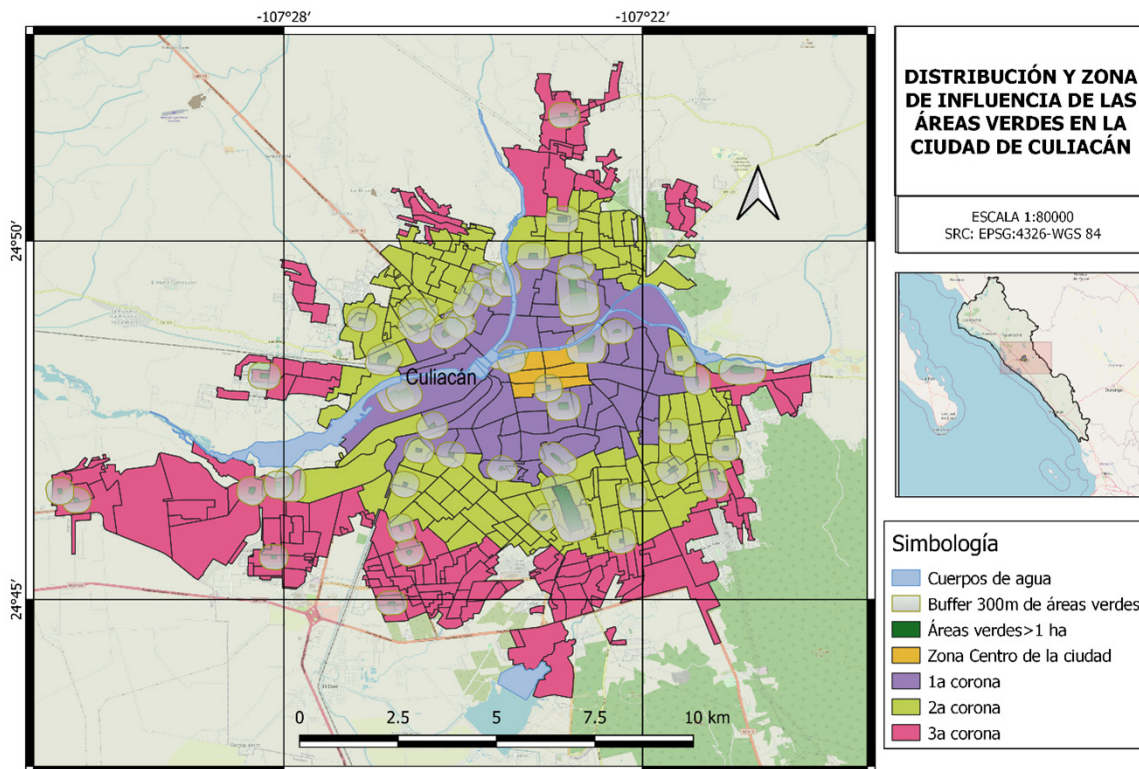 -107°28'
-107°22'
24°50'
24°45'
Culiacán
0
2.5
5
7.5
10 km
DISTRIBUCIÓN Y ZONA
DE INFLUENCIA DE LAS
ÁREAS VERDES EN LA
CIUDAD DE CULIACÁN
ESCALA 1:80000
SRC: EPSG:4326-WGS 84
Simbología
Cuerpos de agua
Buffer 300m de áreas verdes
Áreas verdes>1 ha
Zona Centro de la ciudad
1a corona
2a corona
3a corona